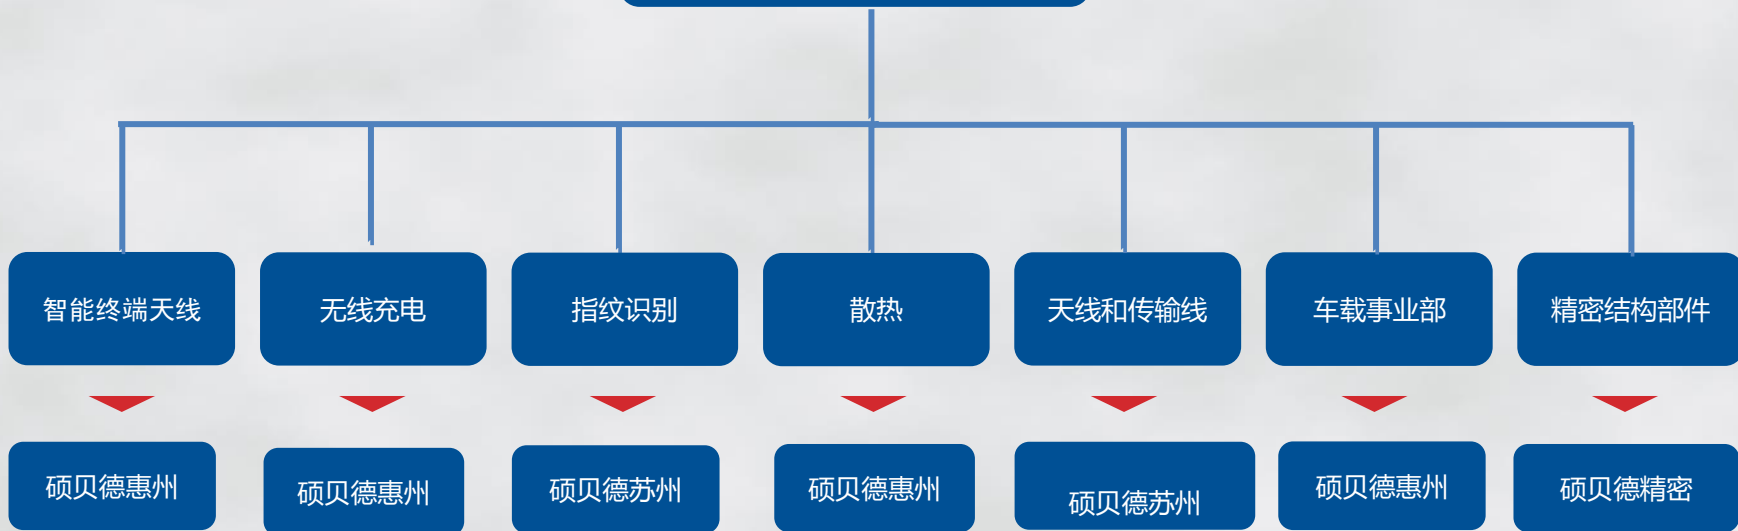 智能终端天线
无线充电
指纹识别
散热
天线和传输线
车载事业部
精密结构部件
硕贝德惠州
硕贝德惠州
硕贝德苏州
硕贝德惠州
硕贝德苏州
硕贝德惠州
硕贝德精密